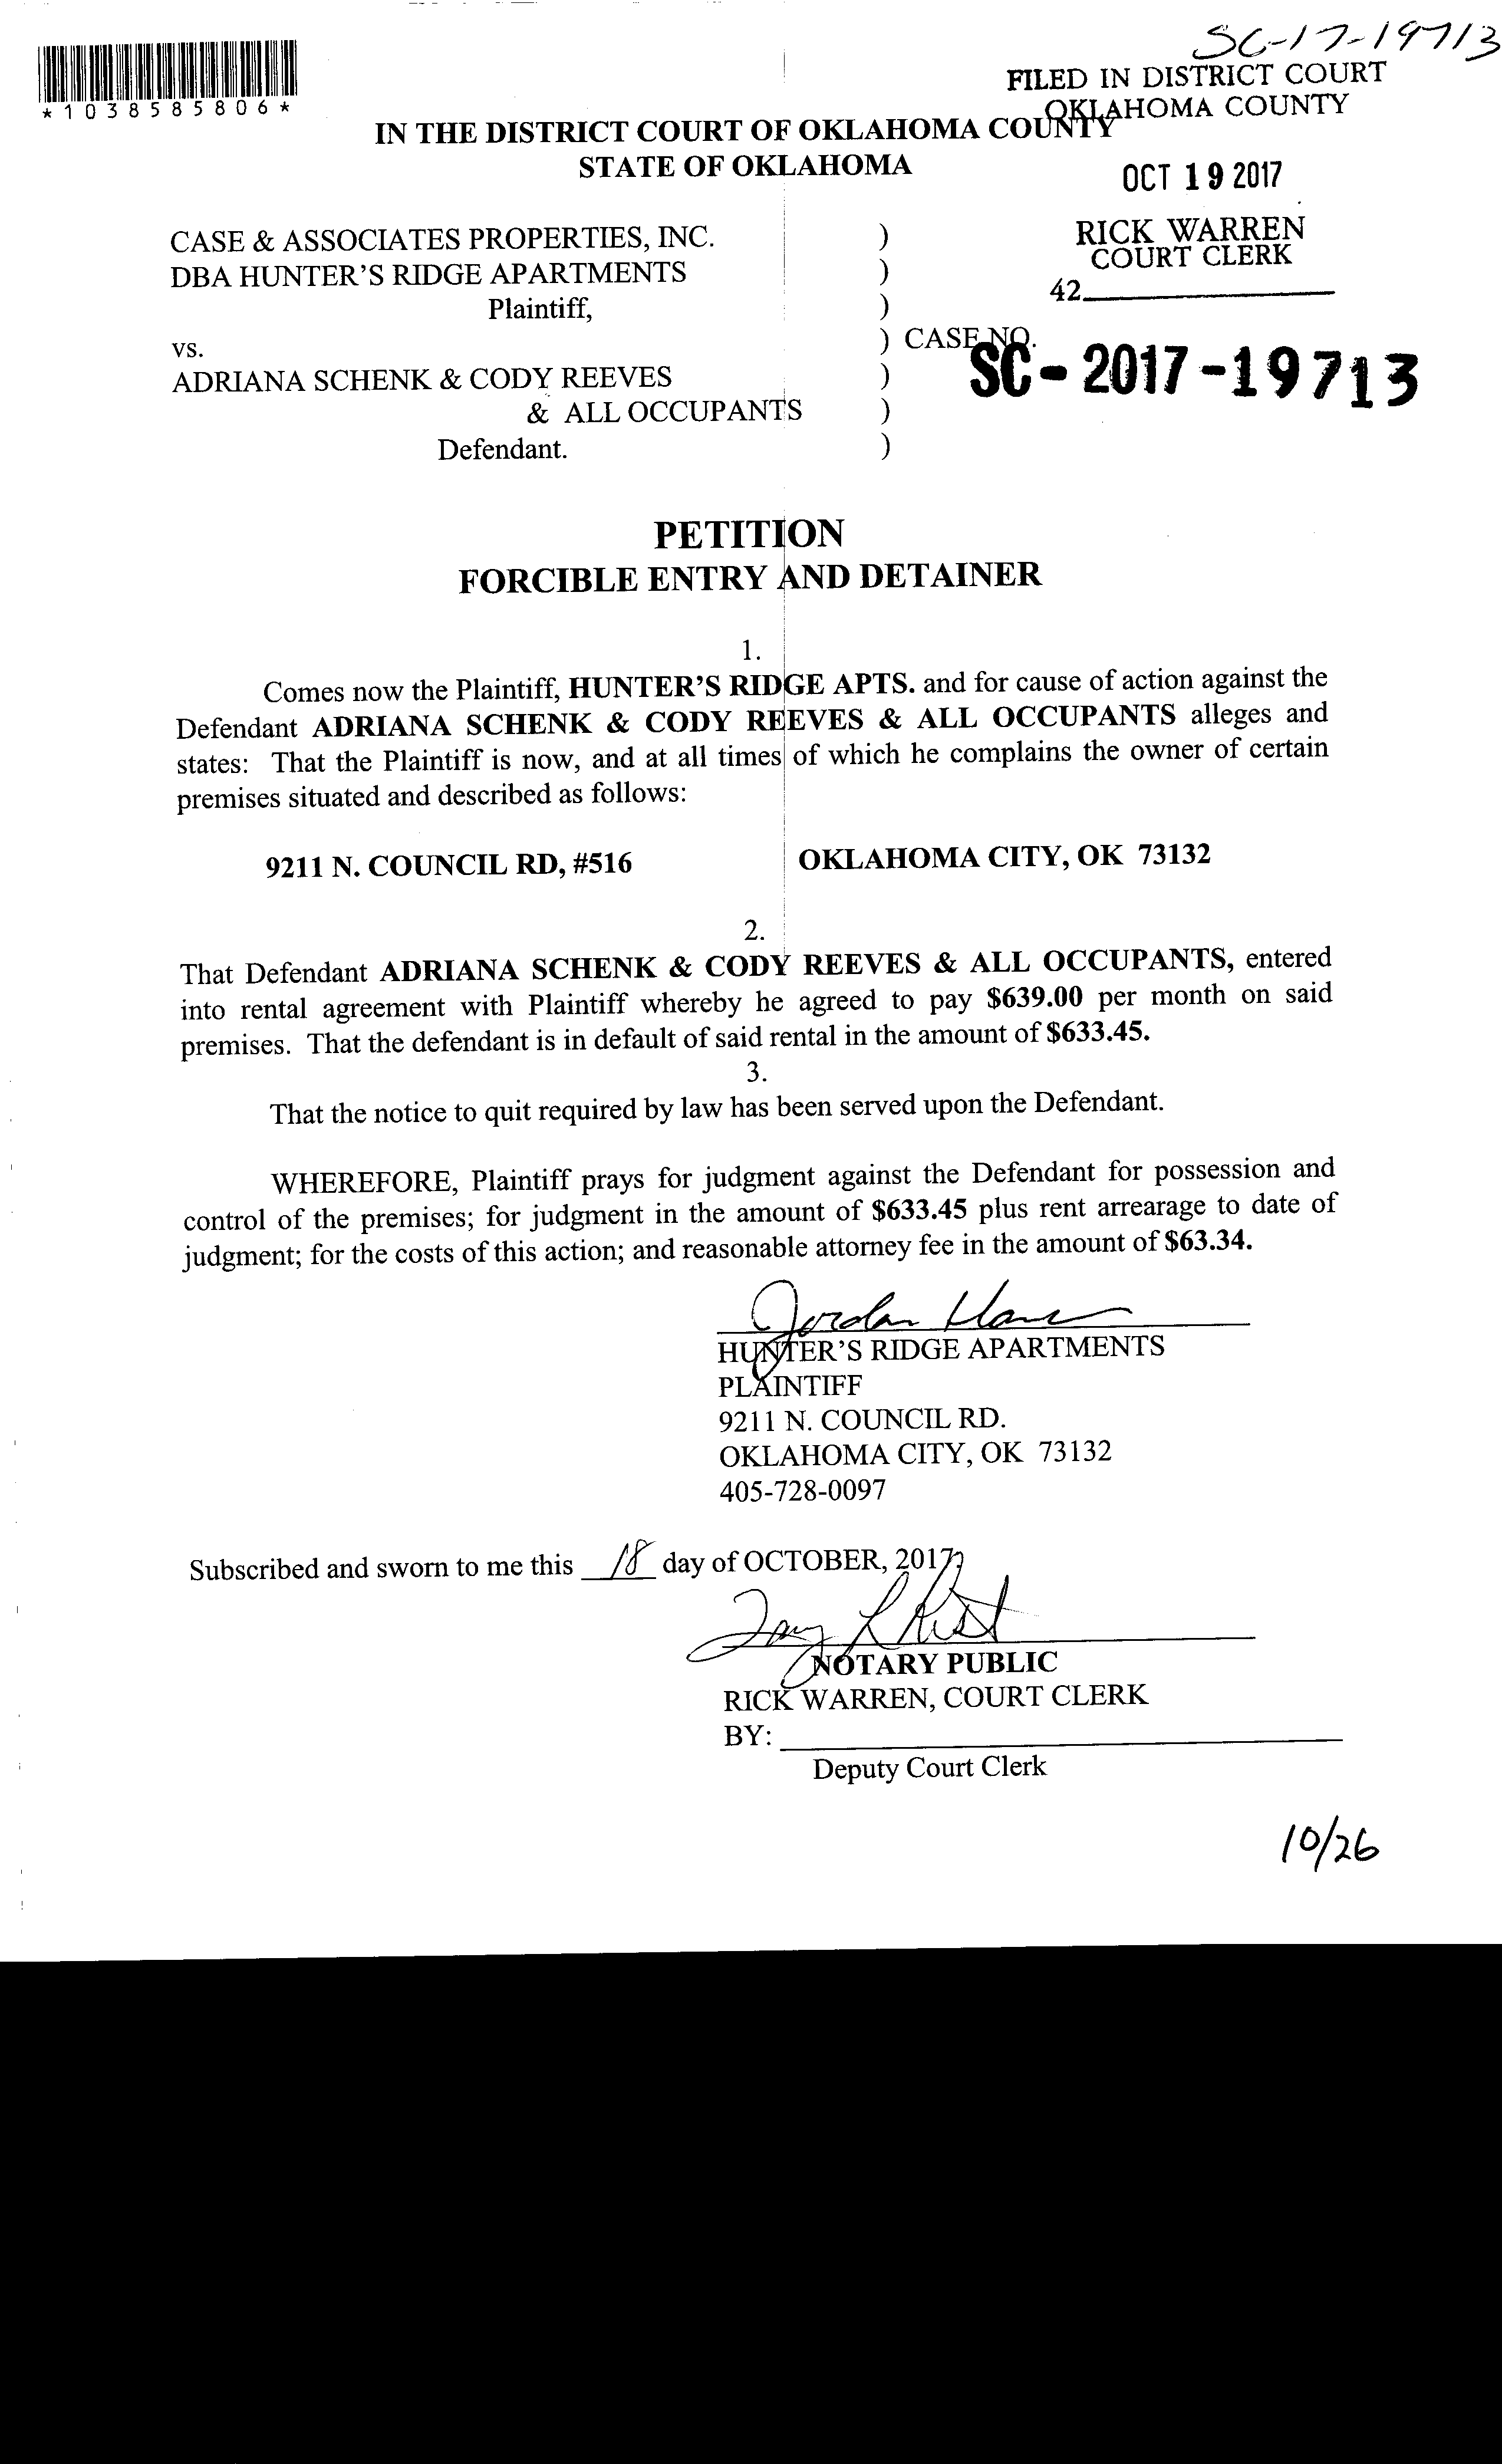 SC-17-19713
*1038585806*
FILED IN DISTRICT COURT
OKLAHOMA COUNTY
IN THE DISTRICT COURT OF OKLAHOMA COUNTY
STATE OF OKLAHOMA
OCT 19 2017
RICK WARREN
COURT CLERK
42
CASE & ASSOCIATES PROPERTIES, INC. )
DBA HUNTER'S RIDGE APARTMENTS )
Plaintiff, )
vs. ) CASE NO.
SC-2017-19713
ADRIANA SCHENK & CODY REEVES )
& ALL OCCUPANTS )
Defendant. )
PETITION
FORCIBLE ENTRY AND DETAINER
1.
Comes now the Plaintiff, HUNTER'S RIDGE APTS. and for cause of action against the
Defendant ADRIANA SCHENK & CODY REEVES & ALL OCCUPANTS alleges and
states: That the Plaintiff is now, and at all times of which he complains the owner of certain
premises situated and described as follows:
9211 N. COUNCIL RD, #516 OKLAHOMA CITY, OK 73132
2.
That Defendant ADRIANA SCHENK & CODY REEVES & ALL OCCUPANTS, entered
into rental agreement with Plaintiff whereby he agreed to pay $639.00 per month on said
premises. That the defendant is in default of said rental in the amount of $633.45.
3.
That the notice to quit required by law has been served upon the Defendant.
WHEREFORE, Plaintiff prays for judgment against the Defendant for possession and
control of the premises; for judgment in the amount of $633.45 plus rent arrearage to date of
judgment; for the costs of this action; and reasonable attorney fee in the amount of $63.34.
Jordan
HUNTER'S RIDGE APARTMENTS
PLAINTIFF
9211 N. COUNCIL RD.
OKLAHOMA CITY, OK 73132
405-728-0097
Subscribed and sworn to me this 18 day of OCTOBER, 2017
NOTARY PUBLIC
RICK WARREN, COURT CLERK
BY:
Deputy Court Clerk
10/26